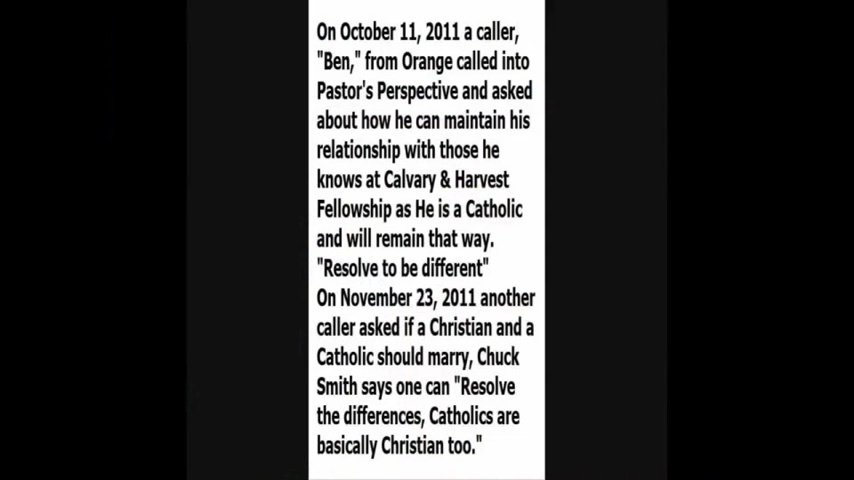 On October 11, 2011 a caller,
"Ben," from Orange called into
Pastor's Perspective and asked
about how he can maintain his
relationship with those he
knows at Calvary & Harvest
Fellowship as He is a Catholic
and will remain that way.
"Resolve to be different"
On November 23, 2011 another
caller asked if a Christian and a
Catholic should marry, Chuck
Smith says one can "Resolve
the differences, Catholics are
basically Christian too."